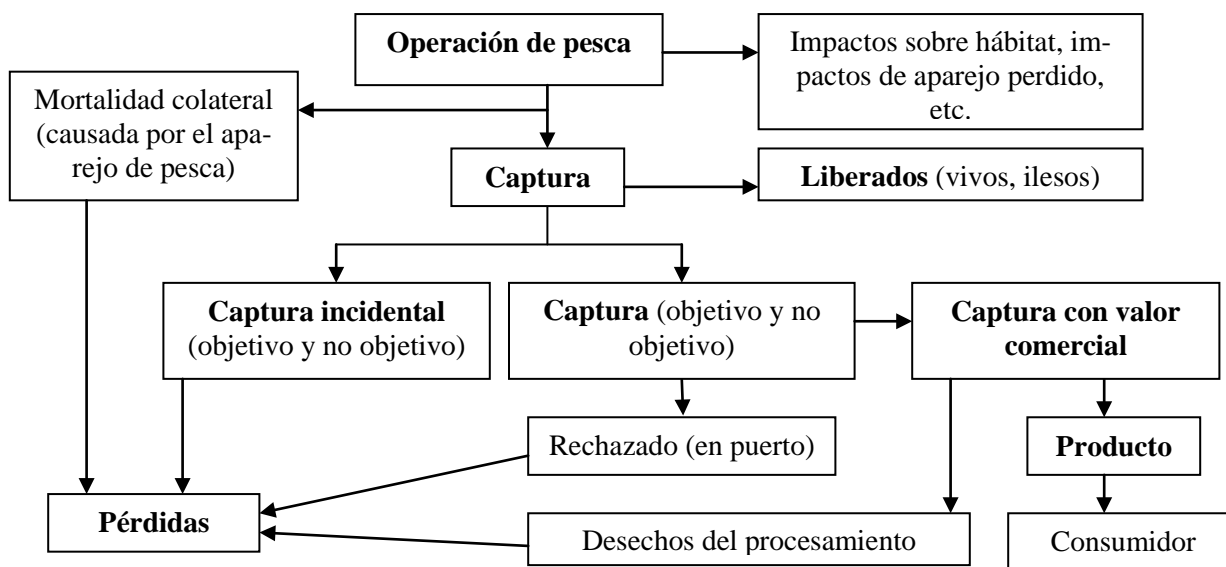 Operación de pesca
Impactos sobre hábitat, im-
pactos de aparejo perdido,
etc.
Mortalidad colateral
(causada por el apa-
rejo de pesca)
Captura
Liberados (vivos, ilesos)
Captura incidental
(objetivo y no objetivo)
Captura (objetivo y no
objetivo)
Captura con valor
comercial
Rechazado (en puerto)
Producto
Pérdidas
Desechos del procesamiento
Consumidor